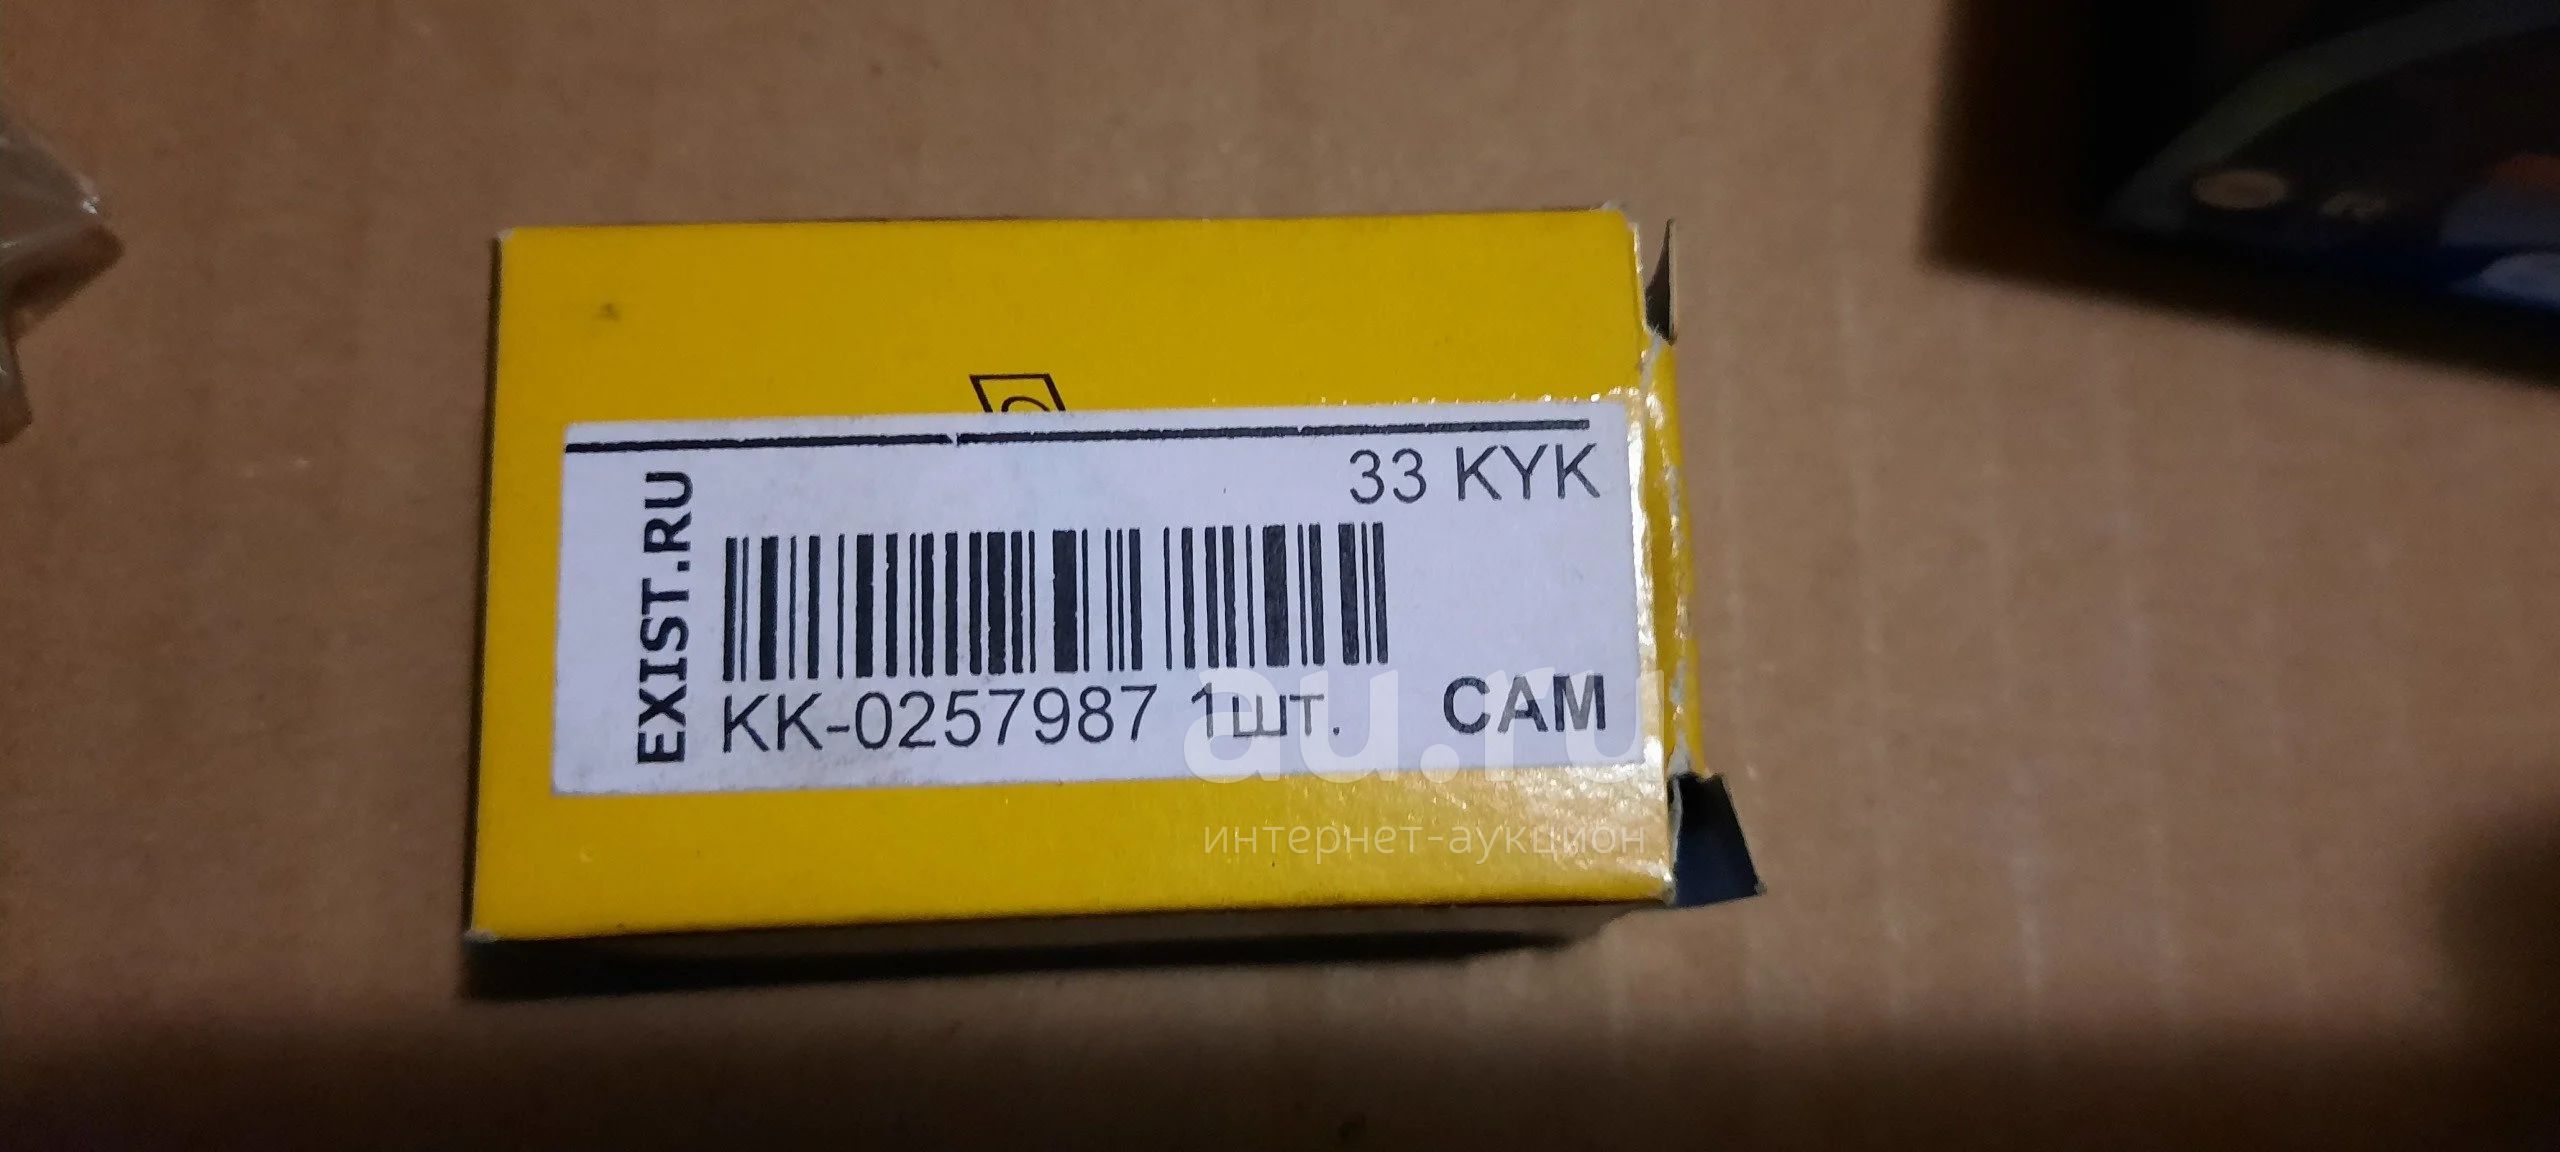 33 KYK
EXIST.RU
KK-0257987 1шт. САМ
au.ru
интернет-аукцион